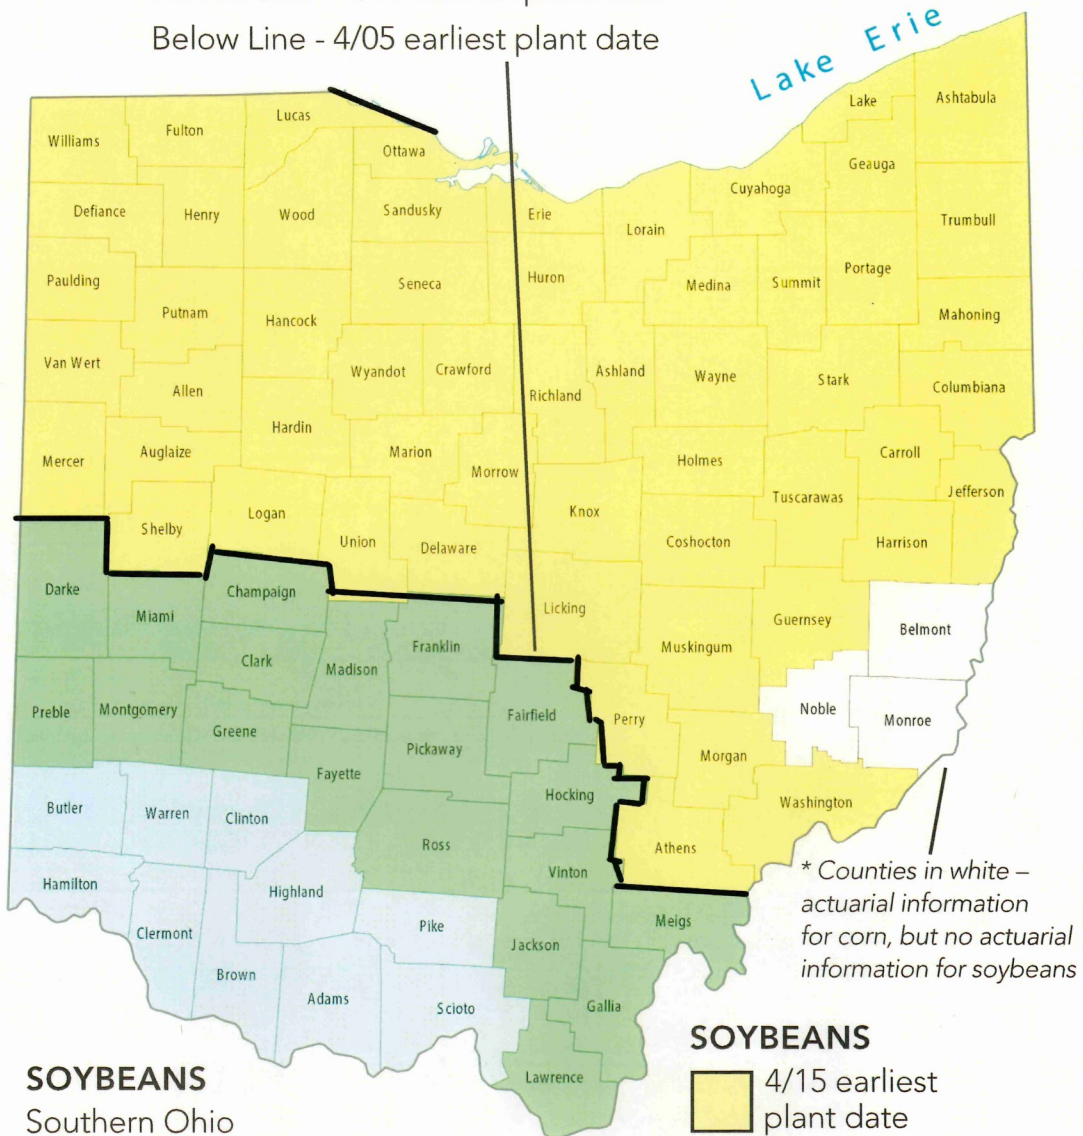 Below Line - 4/05 earliest plant date
Lake Erie
Williams
Fulton
Lucas
Ottawa
Lake
Ashtabula
Geauga
Cuyahoga
Defiance
Henry
Wood
Sandusky
Erie
Lorain
Trumbull
Paulding
Seneca
Huron
Medina
Summit
Portage
Putnam
Hancock
Mahoning
Van Wert
Allen
Wyandot
Crawford
Richland
Ashland
Wayne
Stark
Columbiana
Mercer
Auglaize
Hardin
Marion
Morrow
Holmes
Carroll
Tuscarawas
Jefferson
Shelby
Logan
Union
Delaware
Knox
Coshocton
Harrison
Darke
Miami
Champaign
Licking
Muskingum
Guernsey
Belmont
Clark
Madison
Franklin
Preble
Montgomery
Greene
Fairfield
Perry
Noble
Monroe
Pickaway
Morgan
Fayette
Hocking
Washington
Butler
Warren
Clinton
Ross
Athens
Hamilton
Highland
Vinton
* Counties in white –
actuarial information
for corn, but no actuarial
information for soybeans
Clermont
Pike
Jackson
Meigs
Brown
Adams
Scioto
Gallia
Lawrence
SOYBEANS
Southern Ohio
SOYBEANS
4/15 earliest
plant date